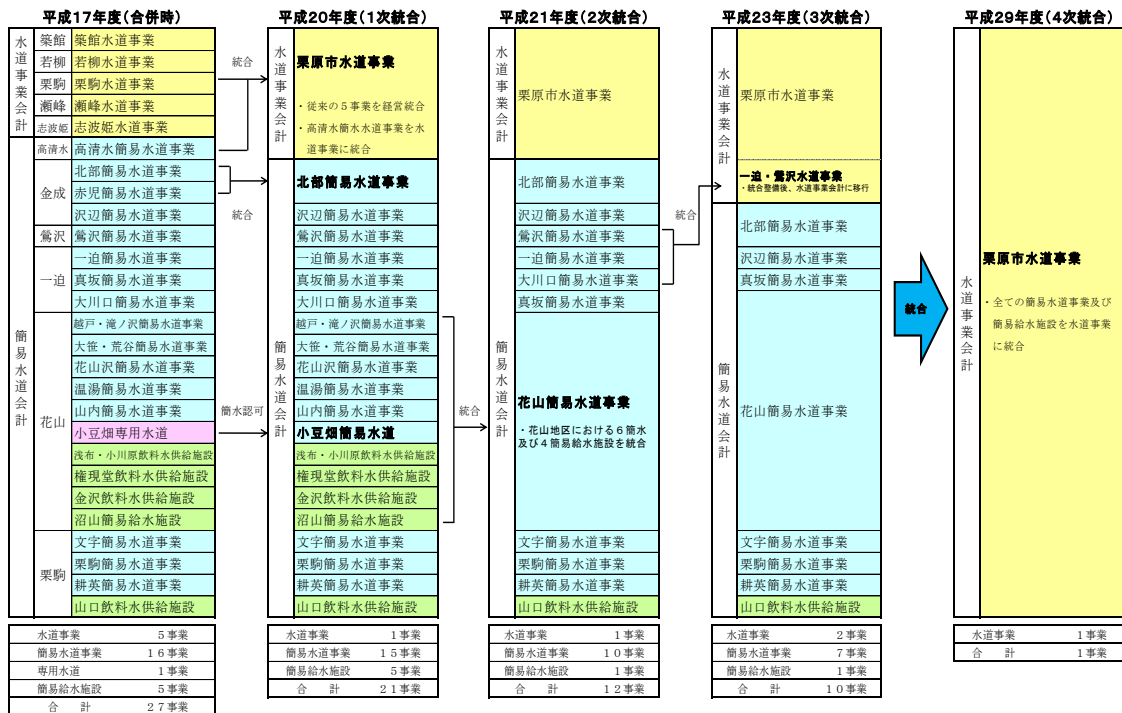 平成17年度(合併時)
水道事業会計
築館 築館水道事業
若柳 若柳水道事業
栗駒 栗駒水道事業
瀬峰 瀬峰水道事業
志波姫 志波姫水道事業
簡易水道会計
高清水 高清水簡易水道事業
金成
北部簡易水道事業
赤児簡易水道事業
沢辺簡易水道事業
鶯沢 鶯沢簡易水道事業
一迫
一迫簡易水道事業
真坂簡易水道事業
大川口簡易水道事業
花山
越戸・滝ノ沢簡易水道事業
大笹・荒谷簡易水道事業
花山沢簡易水道事業
温湯簡易水道事業
山内簡易水道事業
小豆畑専用水道
浅布・小川原飲料水供給施設
権現堂飲料水供給施設
金沢飲料水供給施設
沼山簡易給水施設
栗駒
文字簡易水道事業
栗駒簡易水道事業
耕英簡易水道事業
山口飲料水供給施設
水道事業 5事業
簡易水道事業 16事業
専用水道 1事業
簡易給水施設 5事業
合 計 27事業
統合
統合
簡水認可
平成20年度(1次統合)
水道事業会計
栗原市水道事業
・従来の5事業を経営統合
・高清水簡水水道事業を水
道事業に統合
簡易水道会計
北部簡易水道事業
沢辺簡易水道事業
鶯沢簡易水道事業
一迫簡易水道事業
真坂簡易水道事業
大川口簡易水道事業
越戸・滝ノ沢簡易水道事業
大笹・荒谷簡易水道事業
花山沢簡易水道事業
温湯簡易水道事業
山内簡易水道事業
小豆畑簡易水道
浅布・小川原飲料水供給施設
権現堂飲料水供給施設
金沢飲料水供給施設
沼山簡易給水施設
文字簡易水道事業
栗駒簡易水道事業
耕英簡易水道事業
山口飲料水供給施設
水道事業 1事業
簡易水道事業 15事業
簡易給水施設 5事業
合 計 21事業
統合
平成21年度(2次統合)
水道事業会計
栗原市水道事業
簡易水道会計
北部簡易水道事業
沢辺簡易水道事業
鶯沢簡易水道事業
一迫簡易水道事業
大川口簡易水道事業
真坂簡易水道事業
花山簡易水道事業
・花山地区における6簡水
及び4簡易給水施設を統合
文字簡易水道事業
栗駒簡易水道事業
耕英簡易水道事業
山口飲料水供給施設
水道事業 1事業
簡易水道事業 10事業
簡易給水施設 1事業
合 計 12事業
統合
平成23年度(3次統合)
水道事業会計
栗原市水道事業
一迫・鶯沢水道事業
・統合整備後、水道事業会計に移行
簡易水道会計
北部簡易水道事業
沢辺簡易水道事業
真坂簡易水道事業
花山簡易水道事業
文字簡易水道事業
栗駒簡易水道事業
耕英簡易水道事業
山口飲料水供給施設
水道事業 2事業
簡易水道事業 7事業
簡易給水施設 1事業
合 計 10事業
統合
平成29年度(4次統合)
水道事業会計
栗原市水道事業
・全ての簡易水道事業及び
簡易給水施設を水道事業
に統合
水道事業 1事業
合 計 1事業